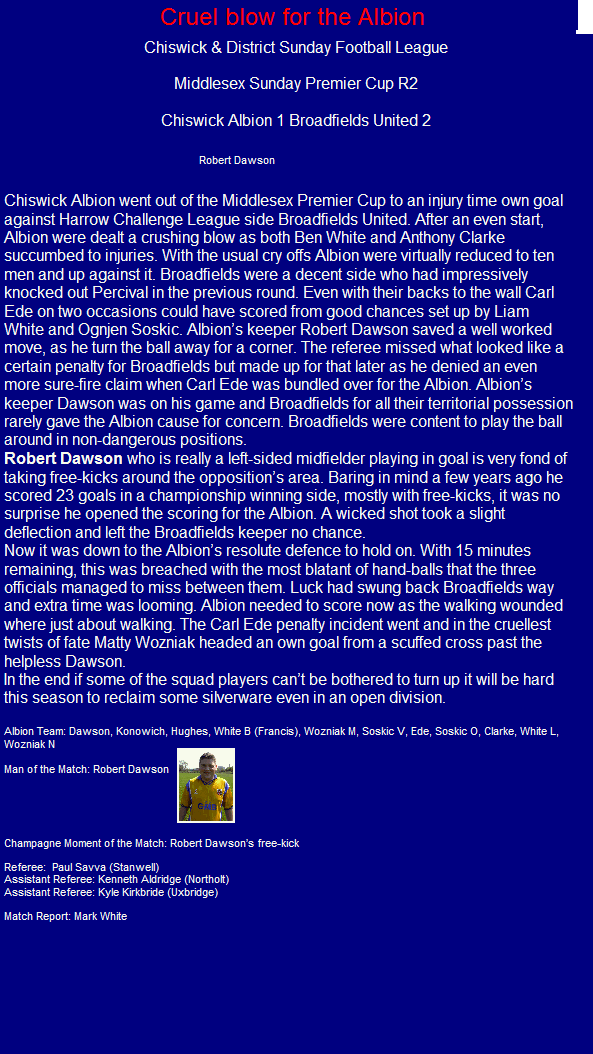 Cruel blow for the Albion
Chiswick & District Sunday Football League
Middlesex Sunday Premier Cup R2
Chiswick Albion 1 Broadfields United 2
Robert Dawson
Chiswick Albion went out of the Middlesex Premier Cup to an injury time own goal
against Harrow Challenge League side Broadfields United. After an even start,
Albion were dealt a crushing blow as both Ben White and Anthony Clarke
succumbed to injuries. With the usual cry offs Albion were virtually reduced to ten
men and up against it. Broadfields were a decent side who had impressively
knocked out Percival in the previous round. Even with their backs to the wall Carl
Ede on two occasions could have scored from good chances set up by Liam
White and Ognjen Soskic. Albion's keeper Robert Dawson saved a well worked
move, as he turn the ball away for a corner. The referee missed what looked like a
certain penalty for Broadfields but made up for that later as he denied an even
more sure-fire claim when Carl Ede was bundled over for the Albion. Albion's
keeper Dawson was on his game and Broadfields for all their territorial possession
rarely gave the Albion cause for concern. Broadfields were content to play the ball
around in non-dangerous positions.
Robert Dawson who is really a left-sided midfielder playing in goal is very fond of
taking free-kicks around the opposition's area. Baring in mind a few years ago he
scored 23 goals in a championship winning side, mostly with free-kicks, it was no
surprise he opened the scoring for the Albion. A wicked shot took a slight
deflection and left the Broadfields keeper no chance.
Now it was down to the Albion's resolute defence to hold on. With 15 minutes
remaining, this was breached with the most blatant of hand-balls that the three
officials managed to miss between them. Luck had swung back Broadfields way
and extra time was looming. Albion needed to score now as the walking wounded
where just about walking. The Carl Ede penalty incident went and in the cruellest
twists of fate Matty Wozniak headed an own goal from a scuffed cross past the
helpless Dawson.
In the end if some of the squad players can't be bothered to turn up it will be hard
this season to reclaim some silverware even in an open division.
Albion Team: Dawson, Konowich, Hughes, White B (Francis), Wozniak M, Soskic V, Ede, Soskic O, Clarke, White L,
Wozniak N
Man of the Match: Robert Dawson
Champagne Moment of the Match: Robert Dawson's free-kick
Referee: Paul Savva (Stanwell)
Assistant Referee: Kenneth Aldridge (Northolt)
Assistant Referee: Kyle Kirkbride (Uxbridge)
Match Report: Mark White